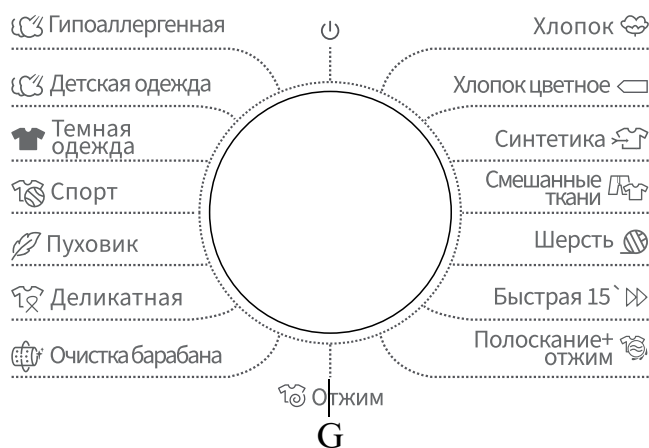 Гипоаллергенная
Детская одежда
Темная
одежда
Спорт
Пуховик
Деликатная
Очистка барабана
Хлопок
Хлопок цветное
Синтетика
Смешанные
ткани
Шерсть
Быстрая 15`
Полоскание+
отжим
Отжим
G